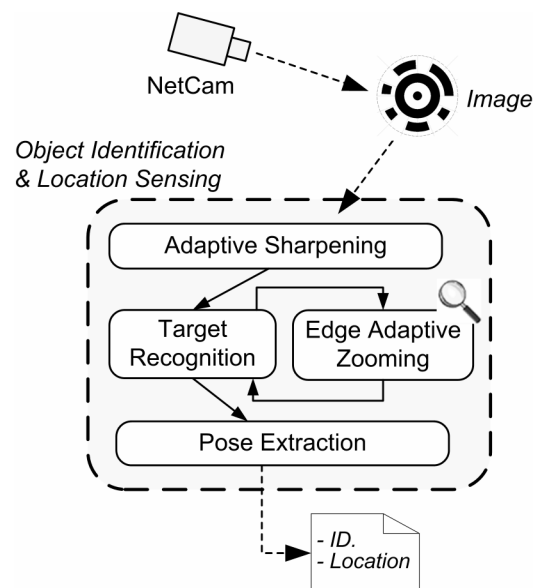 NetCam
Image
Object Identification
& Location Sensing
Adaptive Sharpening
Target
Recognition
Edge Adaptive
Zooming
Pose Extraction
- ID.
- Location